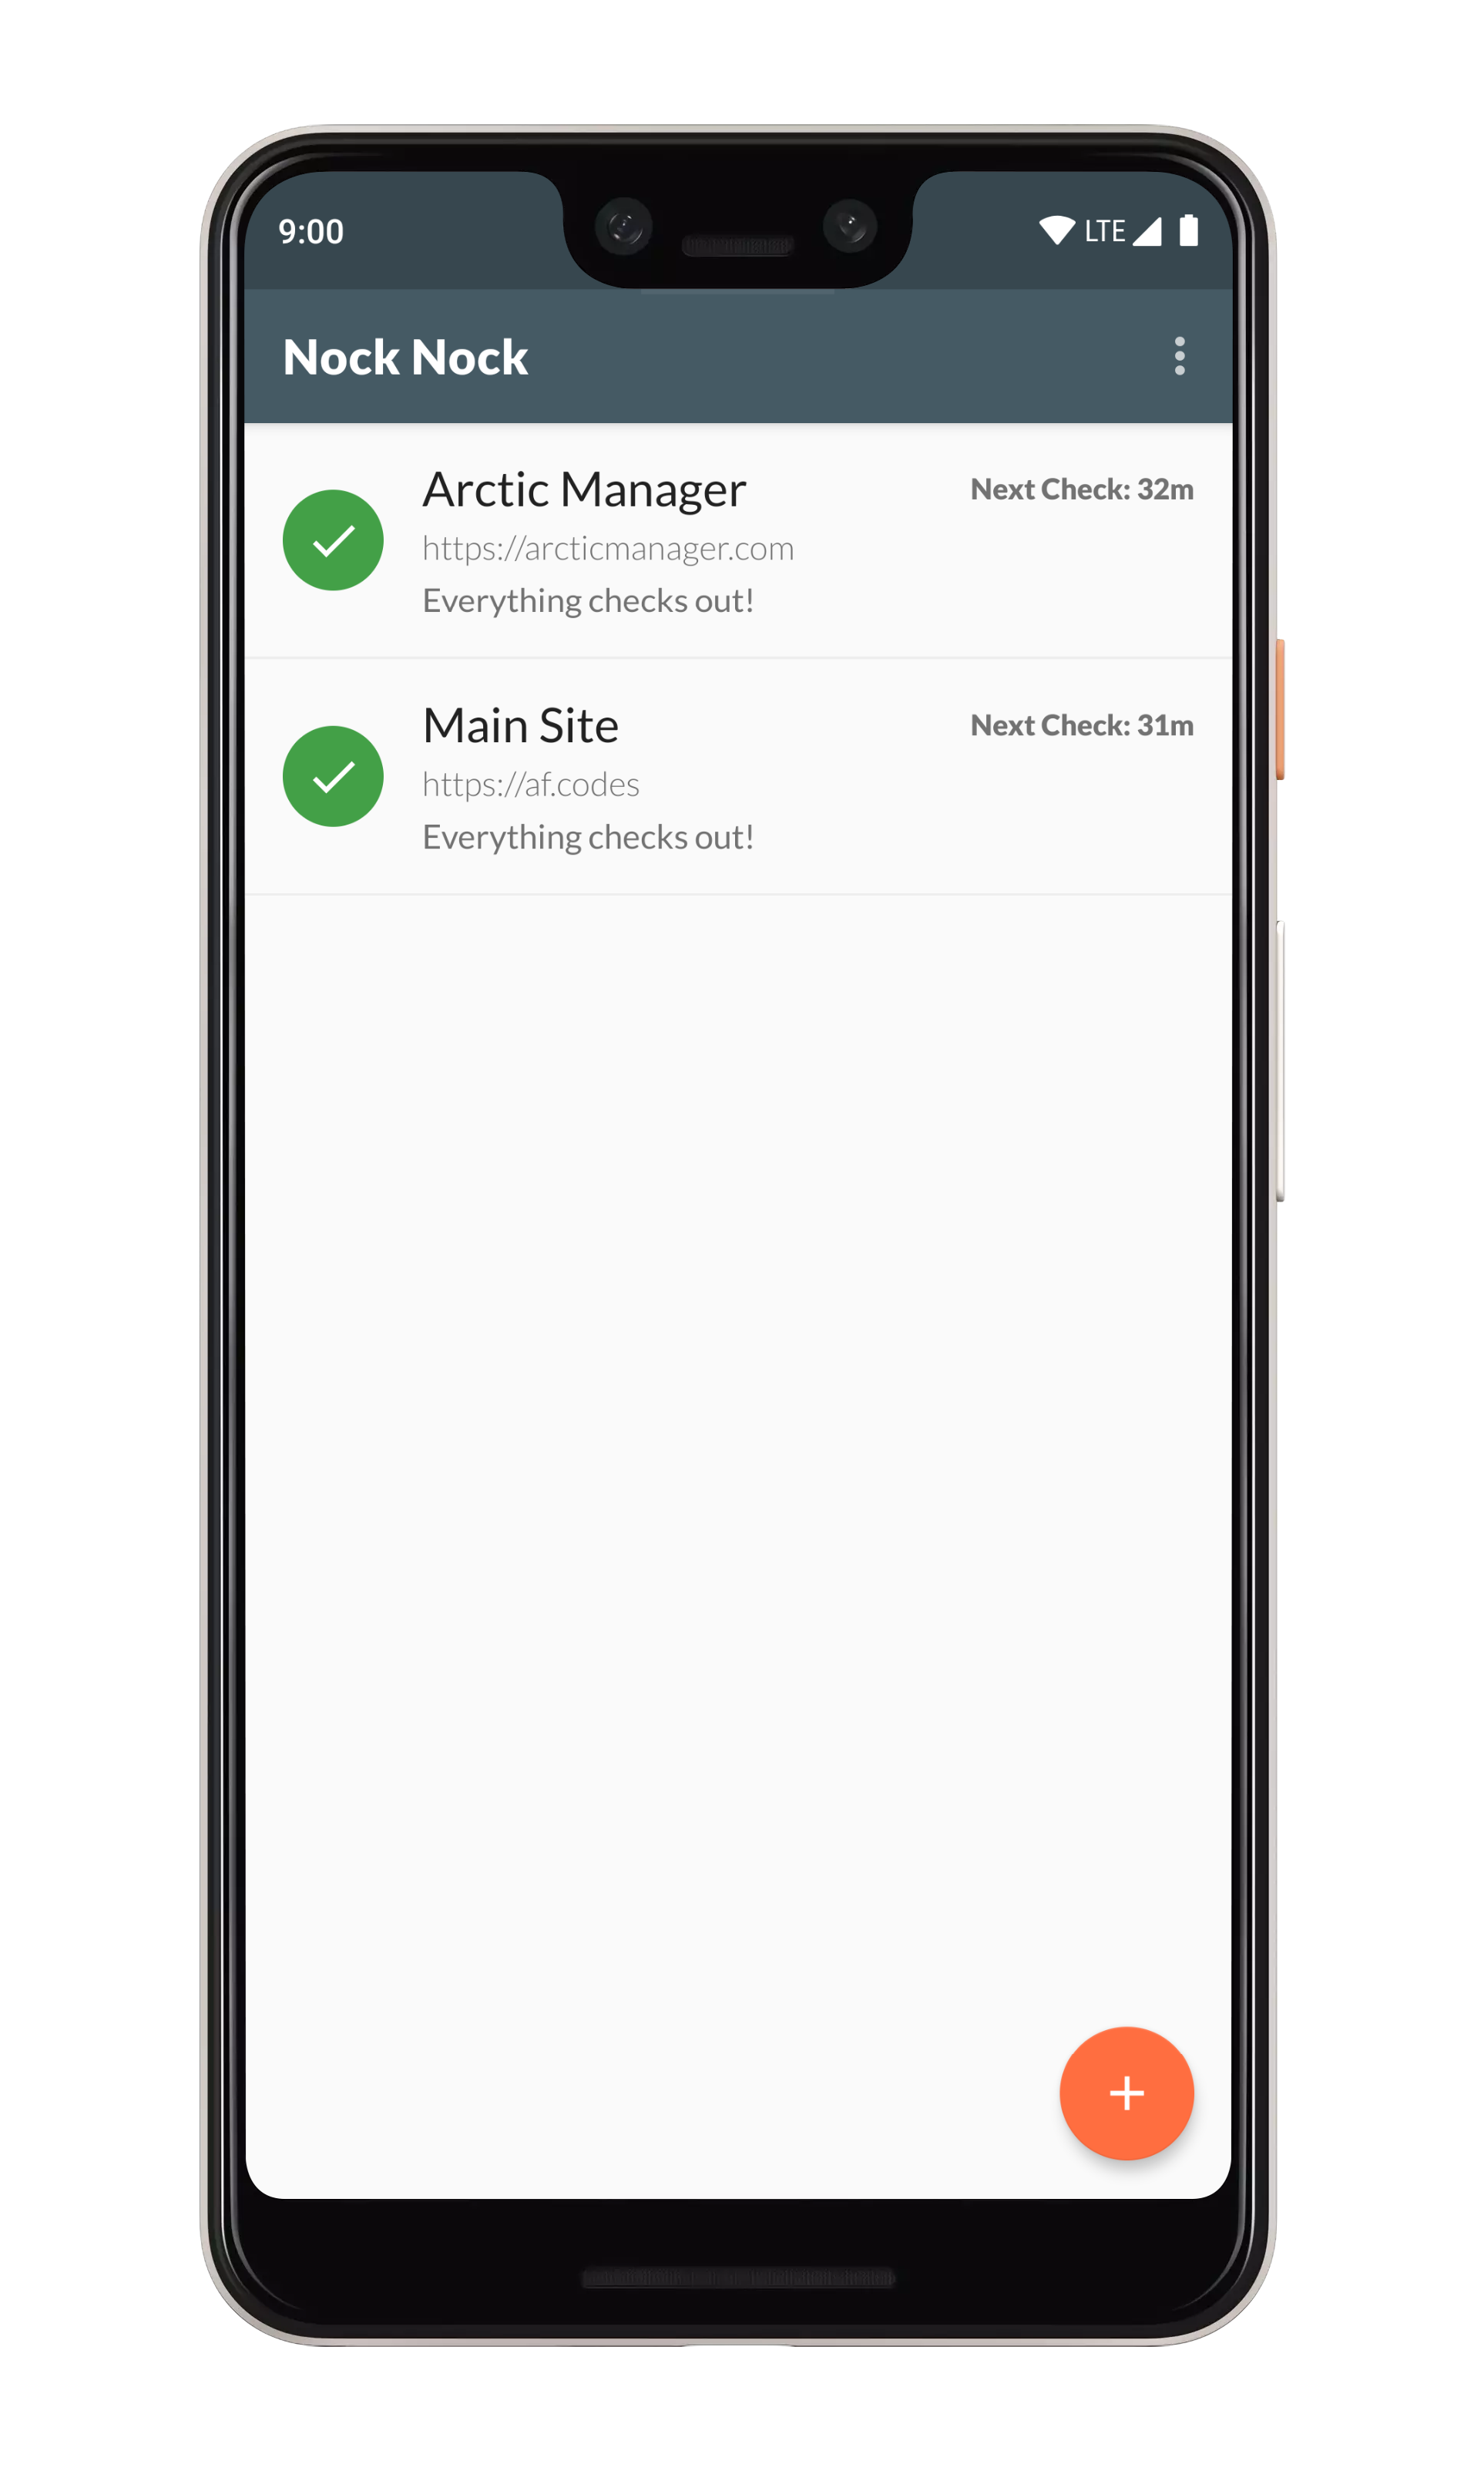 9:00 LTE
Nock Nock
Arctic Manager Next Check: 32m
https://arcticmanager.com
Everything checks out!
Main Site Next Check: 31m
https://af.codes
Everything checks out!